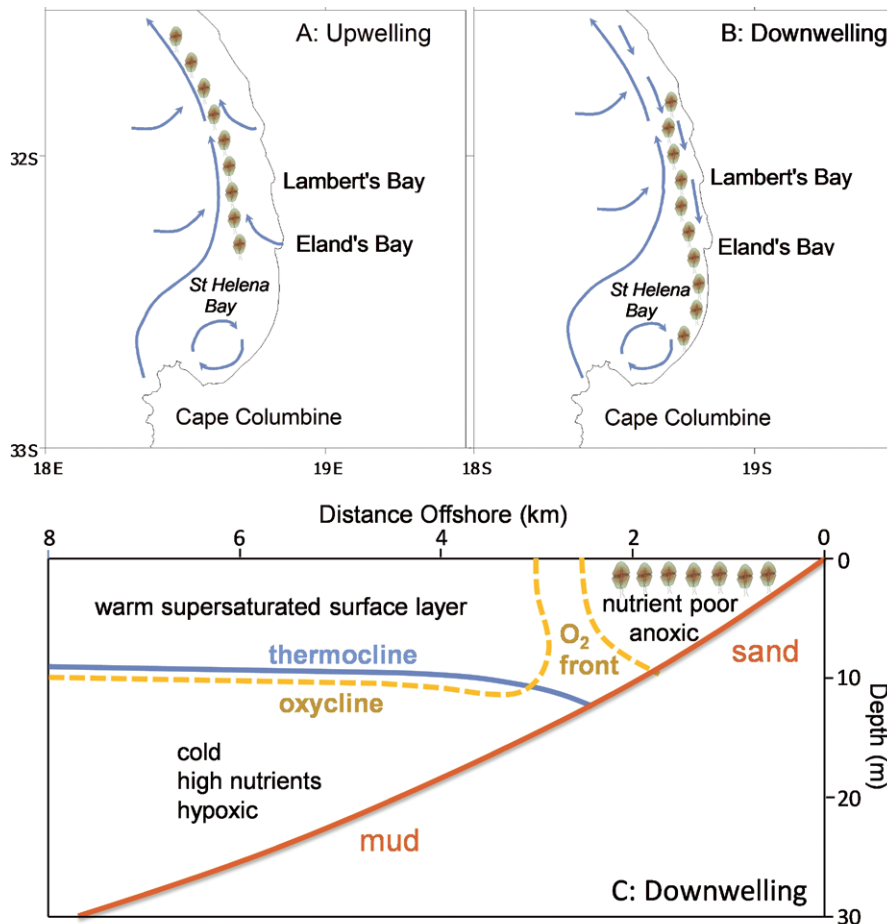 A: Upwelling
32S
Lambert's Bay
Eland's Bay
St Helena
Bay
Cape Columbine
33S
18E
19E
B: Downwelling
Lambert's Bay
Eland's Bav
St Helena
Bay
Cape Columbine
18S
19S
Distance Offshore (km)
8 6 4 2 0
0
warm supersaturated surface layer
nutrient poor
anoxic
O₂
front
sand
thermocline
oxycline
10
Depth (m)
cold
high nutrients
hypoxic
20
mud
C: Downwelling
30